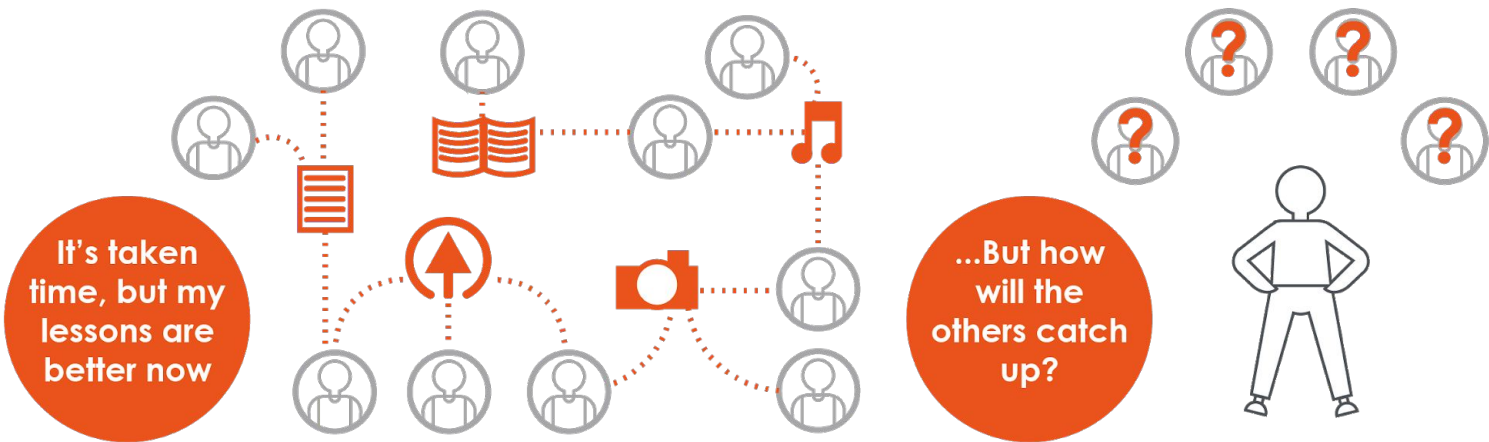 It's taken
time, but my
lessons are
better now
...But how
will the
others catch
up?
? ? ? ?